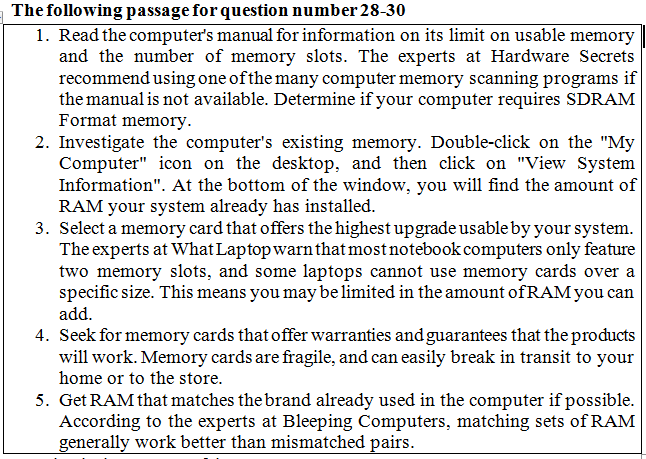 The following passage for question number 28-30
1. Read the computer's manual for information on its limit on usable memory
and the number of memory slots. The experts at Hardware Secrets
recommend using one of the many computer memory scanning programs if
the manual is not available. Determine if your computer requires SDRAM
Format memory.
2. Investigate the computer's existing memory. Double-click on the "My
Computer" icon on the desktop, and then click on "View System
Information". At the bottom of the window, you will find the amount of
RAM your system already has installed.
3. Select a memory card that offers the highest upgrade usable by your system.
The experts at What Laptop warn that most notebook computers only feature
two memory slots, and some laptops cannot use memory cards over a
specific size. This means you may be limited in the amount of RAM you can
add.
4. Seek for memory cards that offer warranties and guarantees that the products
will work. Memory cards are fragile, and can easily break in transit to your
home or to the store.
5. Get RAM that matches the brand already used in the computer if possible.
According to the experts at Bleeping Computers, matching sets of RAM
generally work better than mismatched pairs.